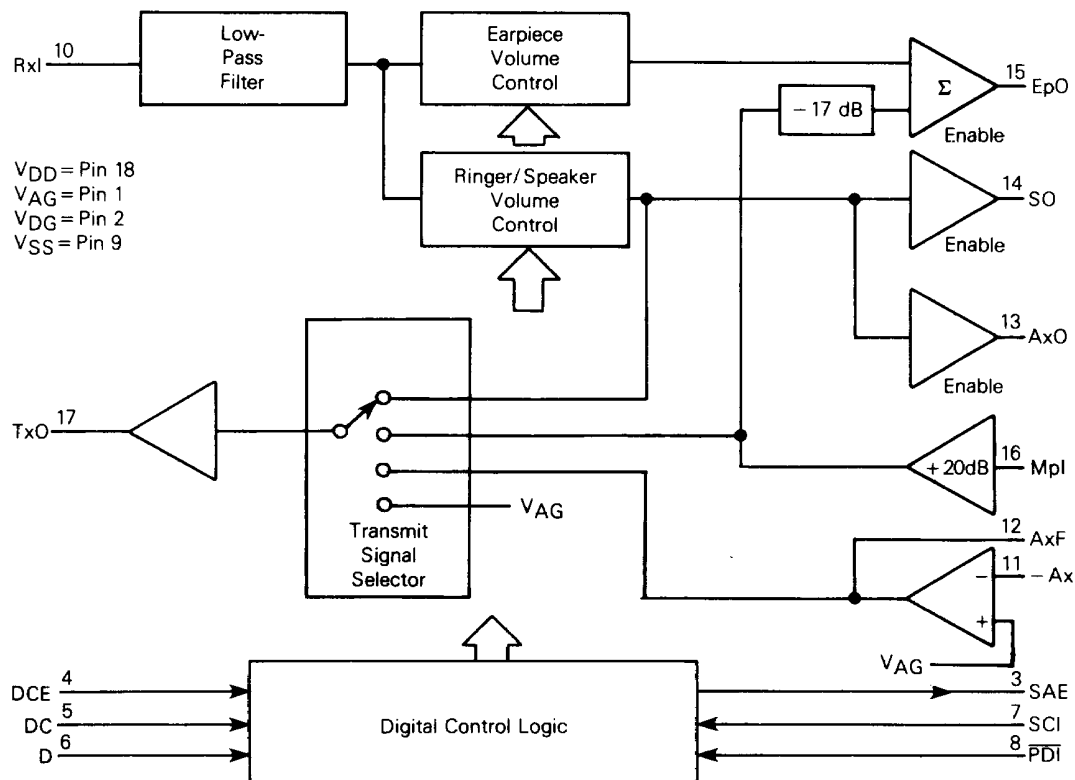 RxI
10
Low-
Pass
Filter
Earpiece
Volume
Control
−17 dB
Σ
Enable
15
EpO
VDD = Pin 18
VAG = Pin 1
VDG = Pin 2
VSS = Pin 9
Ringer/Speaker
Volume
Control
14
SO
Enable
13
AxO
Enable
TxO
17
VAG
Transmit
Signal
Selector
+20dB
16
MpI
12
AxF
−
11
−Ax
+
VAG
DCE
4
DC
5
D
6
Digital Control Logic
3
SAE
7
SCI
8
P̅D̅I̅